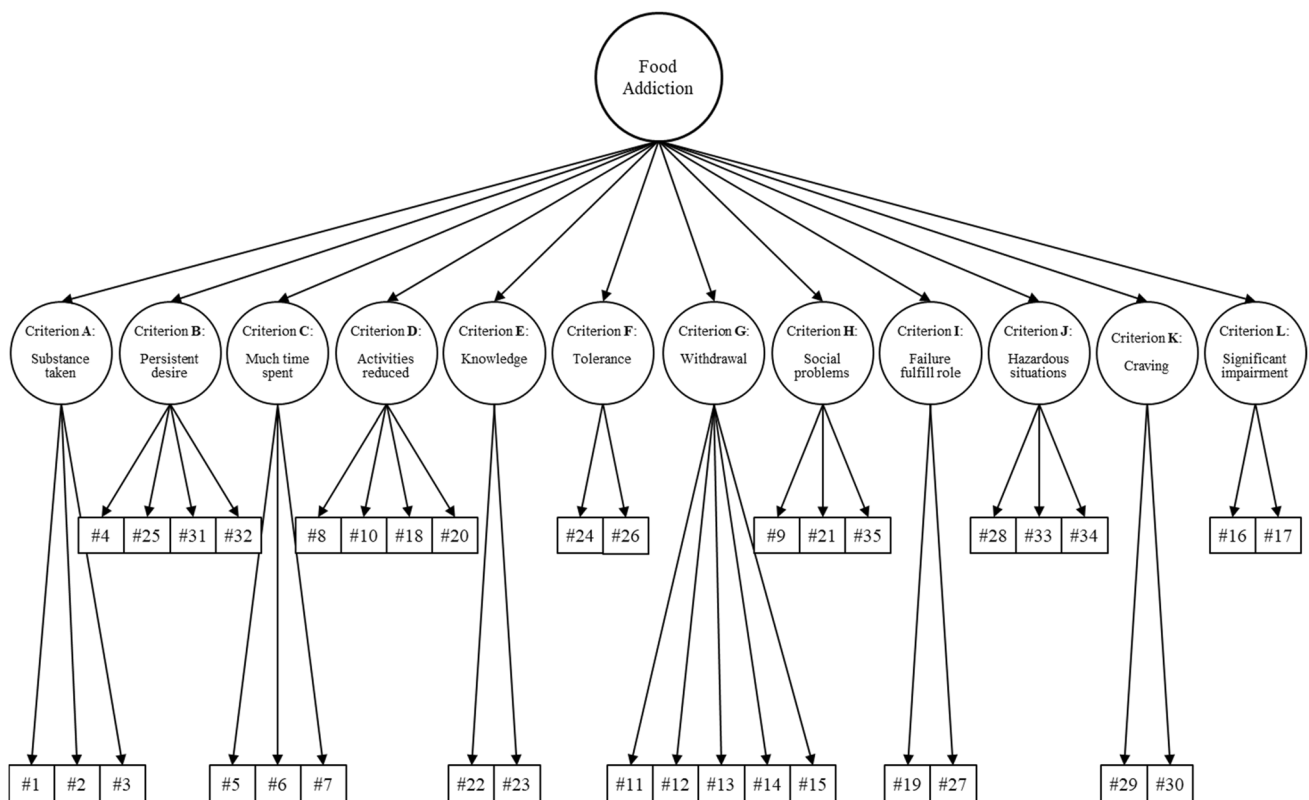 Food
Addiction
Criterion A:
Substance
taken
Criterion B:
Persistent
desire
Criterion C:
Much time
spent
Criterion D:
Activities
reduced
Criterion E:
Knowledge
Criterion F:
Tolerance
Criterion G:
Withdrawal
Criterion H:
Social
problems
Criterion I:
Failure
fulfill role
Criterion J:
Hazardous
situations
Criterion K:
Craving
Criterion L:
Significant
impairment
#4 #25 #31 #32
#8 #10 #18 #20
#24 #26
#9 #21 #35
#28 #33 #34
#16 #17
#1 #2 #3
#5 #6 #7
#22 #23
#11 #12 #13 #14 #15
#19 #27
#29 #30